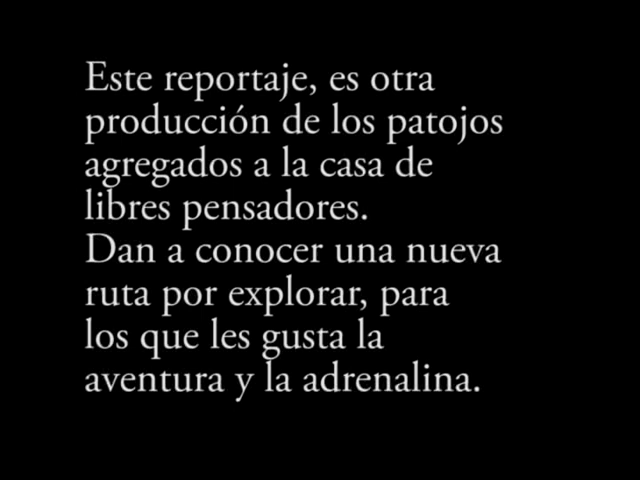 Este reportaje, es otra
producción de los patojos
agregados a la casa de
libres pensadores.
Dan a conocer una nueva
ruta por explorar, para
los que les gusta la
aventura y la adrenalina.